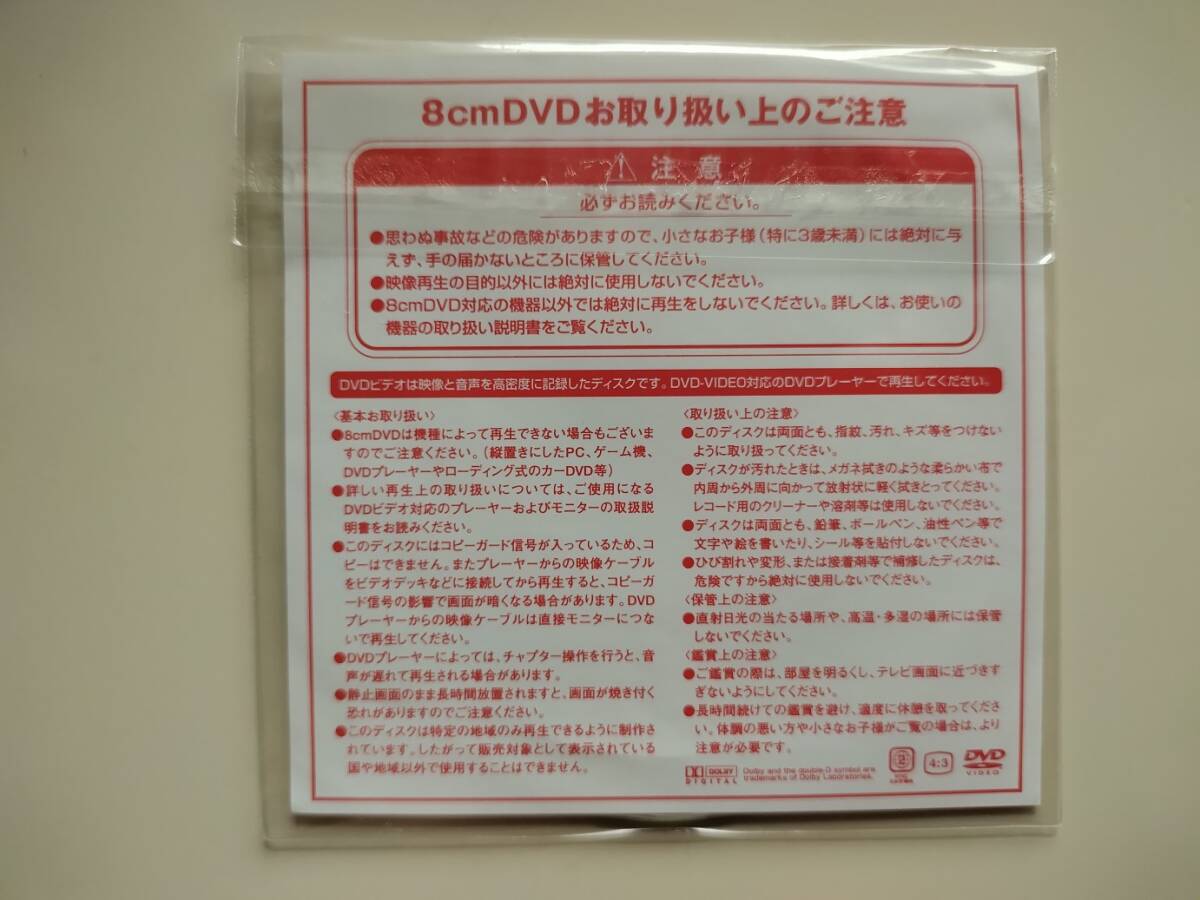 8cmDVDお取り扱い上のご注意
注意
必ずお読みください。
●思わぬ事故などの危険がありますので、小さなお子様(特に3歳未満)には絶対に与
えず、手の届かないところに保管してください。
●映像再生の目的以外には絶対に使用しないでください。
●8cmDVD対応の機器以外では絶対に再生をしないでください。詳しくは、お使いの
機器の取り扱い説明書をご覧ください。
DVDビデオは映像と音声を高密度に記録したディスクです。DVD-VIDEO対応のDVDプレーヤーで再生してください。
〈基本お取り扱い〉
●8cmDVDは機種によって再生できない場合もございま
すのでご注意ください。(縦置きにしたPC、ゲーム機、
DVDプレーヤーやローディング式のカーDVD等)
●詳しい再生上の取り扱いについては、ご使用になる
DVDビデオ対応のプレーヤーおよびモニターの取扱説
明書をお読みください。
●このディスクにはコピーガード信号が入っているため、コ
ピーはできません。またプレーヤーからの映像ケーブル
をビデオデッキなどに接続してから再生すると、コピーガ
ード信号の影響で画面が暗くなる場合があります。DVD
プレーヤーからの映像ケーブルは直接モニターにつな
いで再生してください。
●DVDプレーヤーによっては、チャプター操作を行うと、音
声が遅れて再生される場合があります。
●静止画面のまま長時間放置されますと、画面が焼き付く
恐れがありますのでご注意ください。
●このディスクは特定の地域のみ再生できるように制作さ
れています。したがって販売対象として表示されている
国や地域以外で使用することはできません。
〈取り扱い上の注意〉
●このディスクは両面とも、指紋、汚れ、キズ等をつけない
ように取り扱ってください。
●ディスクが汚れたときは、メガネ拭きのような柔らかい布で
内周から外周に向かって放射状に軽く拭きとってください。
レコード用のクリーナーや溶剤等は使用しないでください。
●ディスクは両面とも、鉛筆、ボールペン、油性ペン等で
文字や絵を書いたり、シール等を貼付しないでください。
●ひび割れや変形、または接着剤等で補修したディスクは、
危険ですから絶対に使用しないでください。
〈保管上の注意〉
●直射日光の当たる場所や、高温・多湿の場所には保管
しないでください。
〈鑑賞上の注意〉
●ご鑑賞の際は、部屋を明るくし、テレビ画面に近づきす
ぎないようにしてください。
●長時間続けての鑑賞を避け、適度に休憩を取ってくださ
い。体調の悪い方や小さなお子様がご覧の場合は、より
注意が必要です。
DOLBY
DIGITAL
Dolby and the double-D symbol are
trademarks of Dolby Laboratories.
2
4:3
DVD
VIDEO